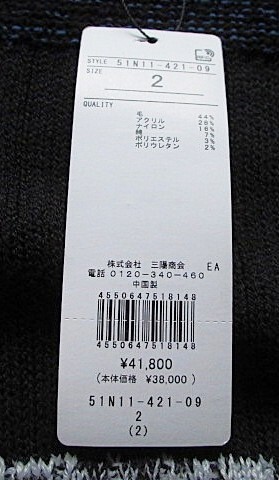 STYLE 51N11-421-09
SIZE
2
QUALITY
毛 44%
アクリル 28%
ナイロン 16%
綿 7%
ポリエステル 3%
ポリウレタン 2%
株式会社 三陽商会 EA
電話 0120-340-460
中国製
4550647518148
4550647518148
¥41,800
(本体価格 ¥38,000)
51N11-421-09
2
(2)